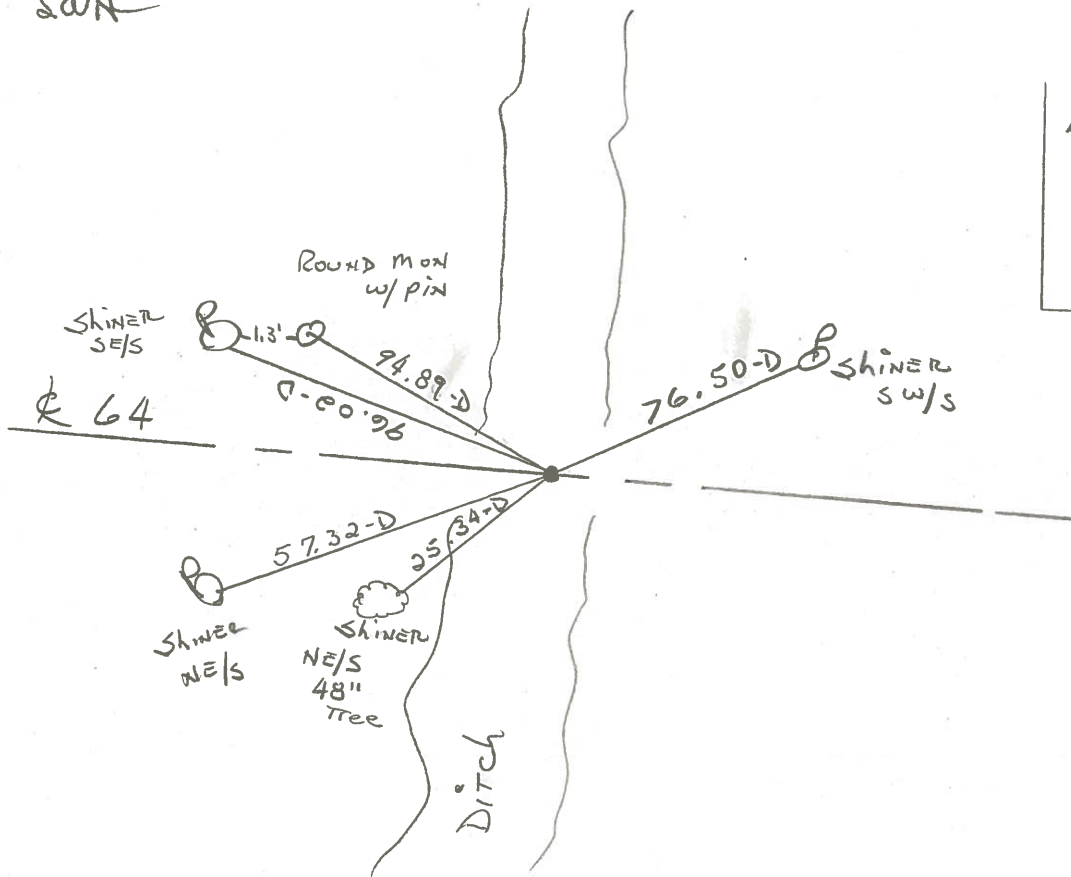 Round Mon
w/ pin
Shiner
SE/S
1.3'
94.89-D
96.02-D
76.50-D
Shiner
SW/S
℄ 64
57.32-D
25.34-D
Shiner
NE/S
Shiner
NE/S
48"
Tree
Ditch